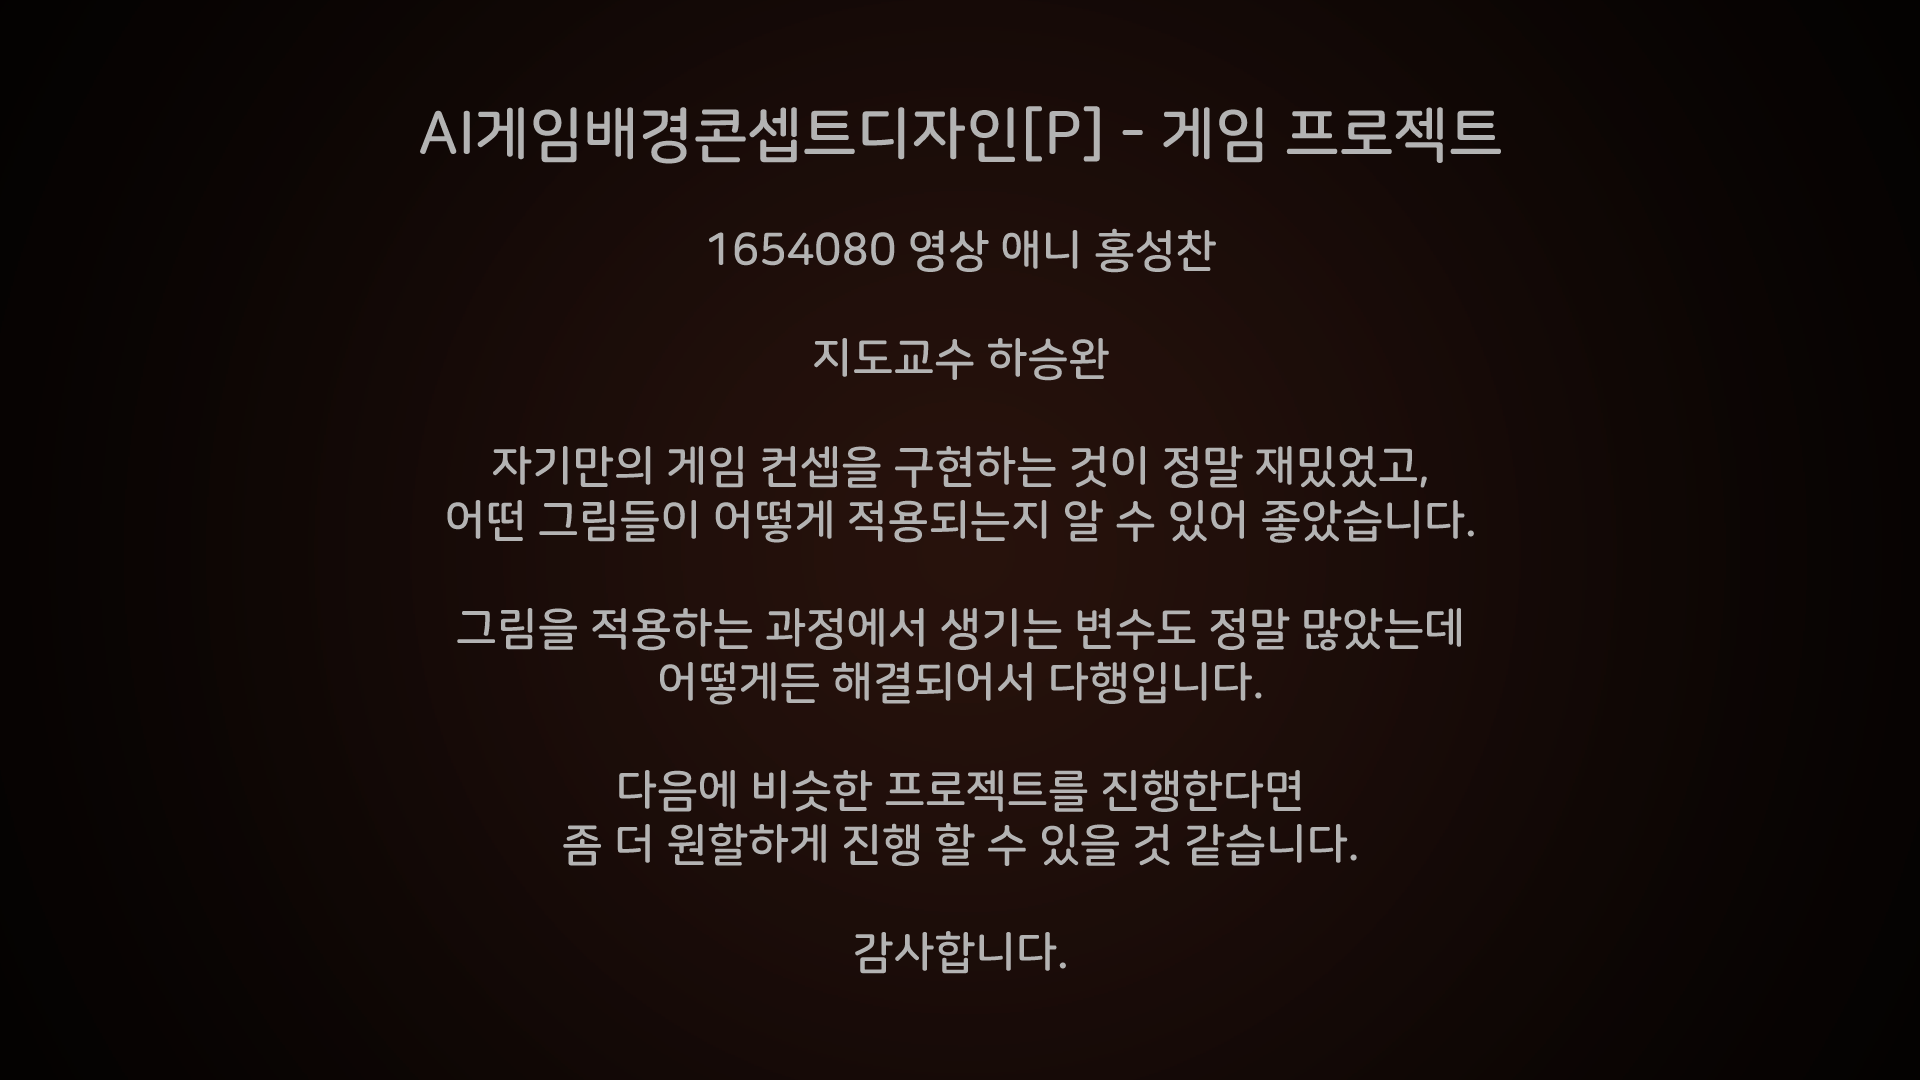 AI게임배경콘셉트디자인[P] - 게임 프로젝트
1654080 영상 애니 홍성찬
지도교수 하승완
자기만의 게임 컨셉을 구현하는 것이 정말 재밌었고,
어떤 그림들이 어떻게 적용되는지 알 수 있어 좋았습니다.
그림을 적용하는 과정에서 생기는 변수도 정말 많았는데
어떻게든 해결되어서 다행입니다.
다음에 비슷한 프로젝트를 진행한다면
좀 더 원할하게 진행 할 수 있을 것 같습니다.
감사합니다.